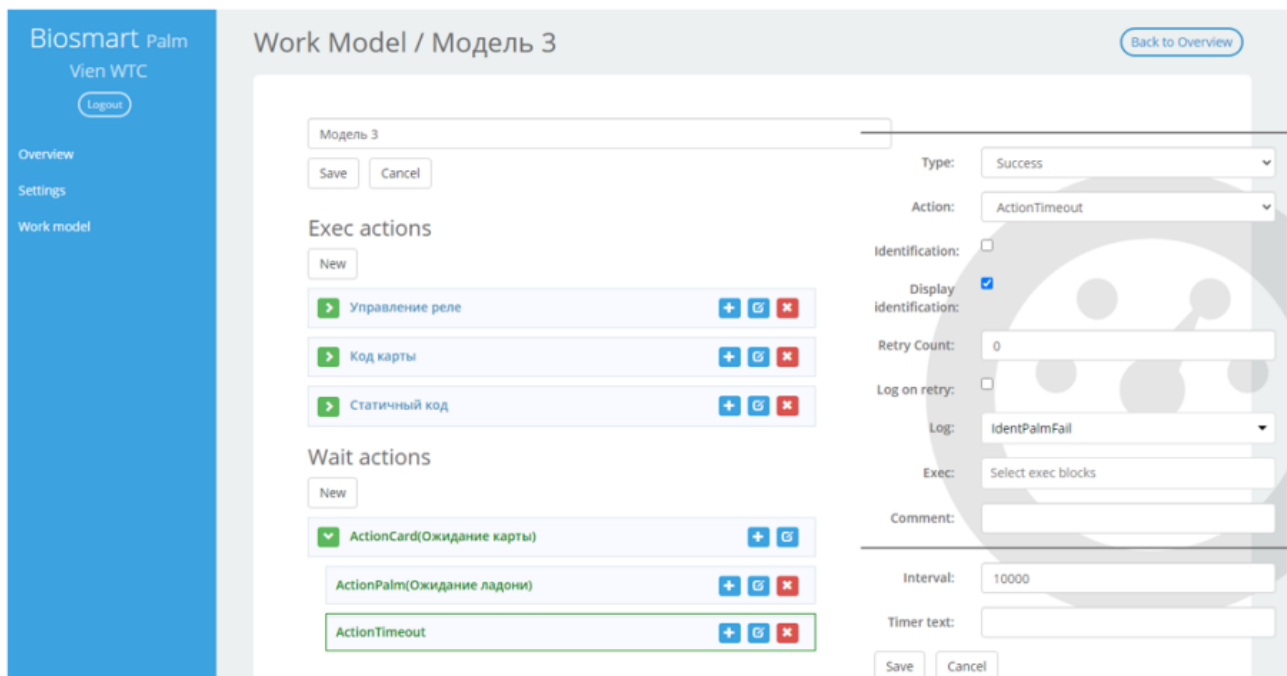 Biosmart Palm
Vien WTC
Logout
Overview
Settings
Work model
Work Model / Модель 3
Back to Overview
Модель 3
Save Cancel
Exec actions
New
Управление реле
Код карты
Статичный код
Wait actions
New
ActionCard(Ожидание карты)
ActionPalm(Ожидание ладони)
ActionTimeout
Type: Success
Action: ActionTimeout
Identification:
Display
identification:
Retry Count: 0
Log on retry:
Log: IdentPalmFail
Exec: Select exec blocks
Comment:
Interval: 10000
Timer text:
Save Cancel